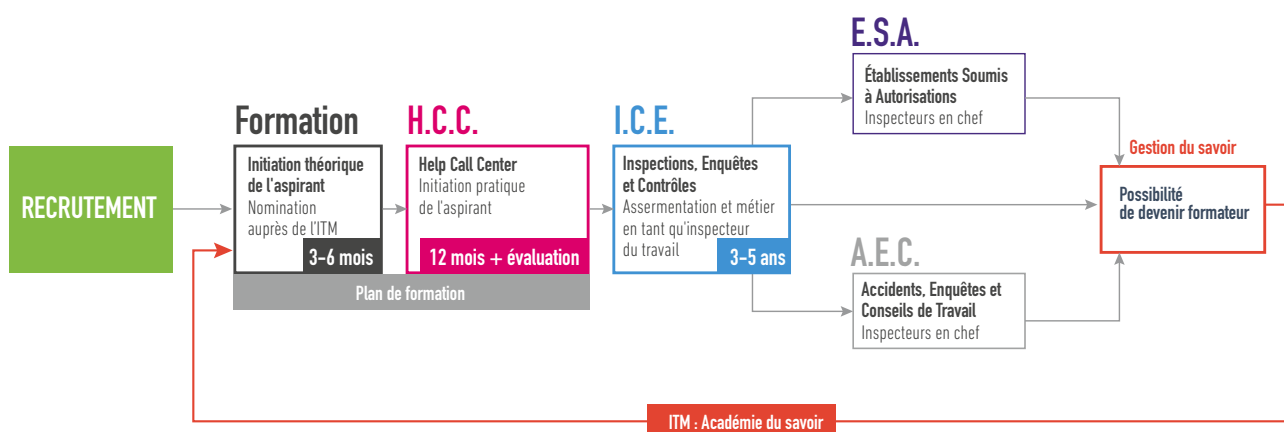 RECRUTEMENT
Formation
Initiation théorique
de l'aspirant
Nomination
auprès de l'ITM
3-6 mois
H.C.C.
Help Call Center
Initiation pratique
de l'aspirant
12 mois + évaluation
Plan de formation
I.C.E.
Inspections, Enquêtes
et Contrôles
Assermentation et métier
en tant qu'inspecteur
du travail
3-5 ans
E.S.A.
Établissements Soumis
à Autorisations
Inspecteurs en chef
A.E.C.
Accidents, Enquêtes et
Conseils de Travail
Inspecteurs en chef
Gestion du savoir
Possibilité
de devenir formateur
ITM : Académie du savoir